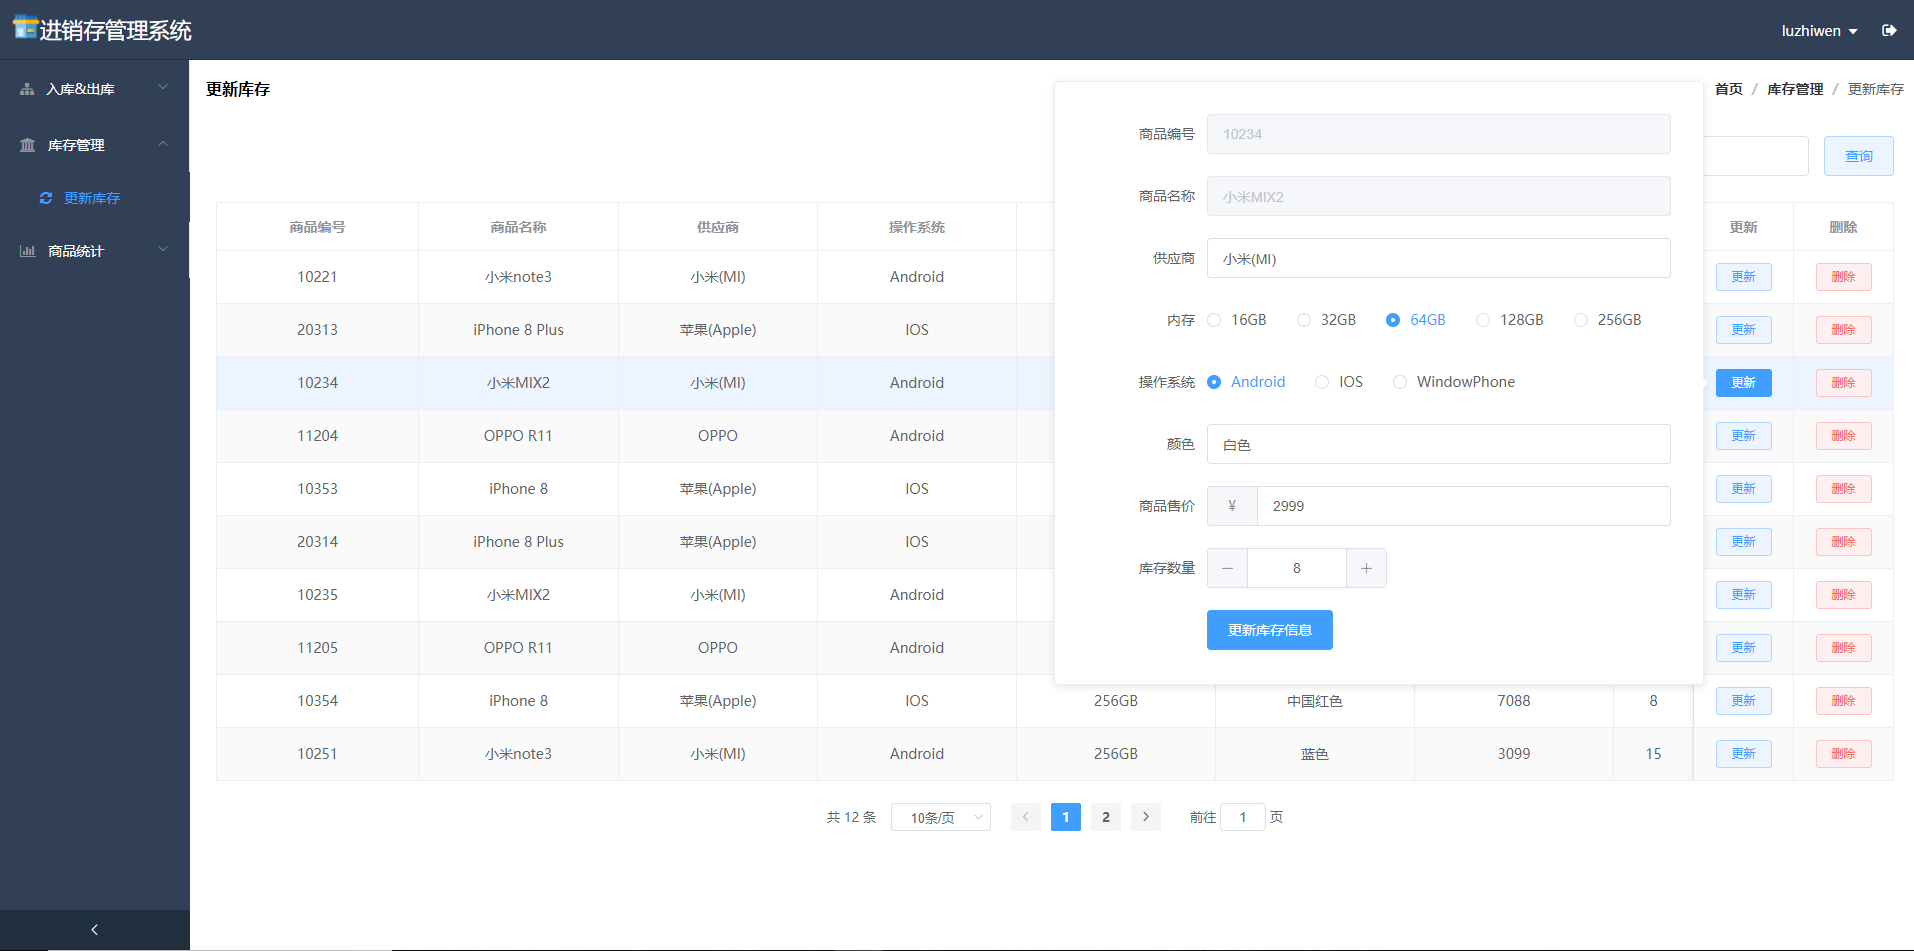 进销存管理系统
luzhiwen
入库&出库
库存管理
更新库存
商品统计
更新库存
首页 / 库存管理 / 更新库存
查询
商品编号 商品名称 供应商 操作系统 更新 删除
10221 小米note3 小米(MI) Android 更新 删除
20313 iPhone 8 Plus 苹果(Apple) IOS 更新 删除
10234 小米MIX2 小米(MI) Android 更新 删除
11204 OPPO R11 OPPO Android 更新 删除
10353 iPhone 8 苹果(Apple) IOS 更新 删除
20314 iPhone 8 Plus 苹果(Apple) IOS 更新 删除
10235 小米MIX2 小米(MI) Android 更新 删除
11205 OPPO R11 OPPO Android 更新 删除
10354 iPhone 8 苹果(Apple) IOS 256GB 中国红色 7088 8 更新 删除
10251 小米note3 小米(MI) Android 256GB 蓝色 3099 15 更新 删除
商品编号 10234
商品名称 小米MIX2
供应商 小米(MI)
内存 16GB 32GB 64GB 128GB 256GB
操作系统 Android IOS WindowPhone
颜色 白色
商品售价 ¥ 2999
库存数量 8
更新库存信息
共 12 条 10条/页 1 2 前往 1 页